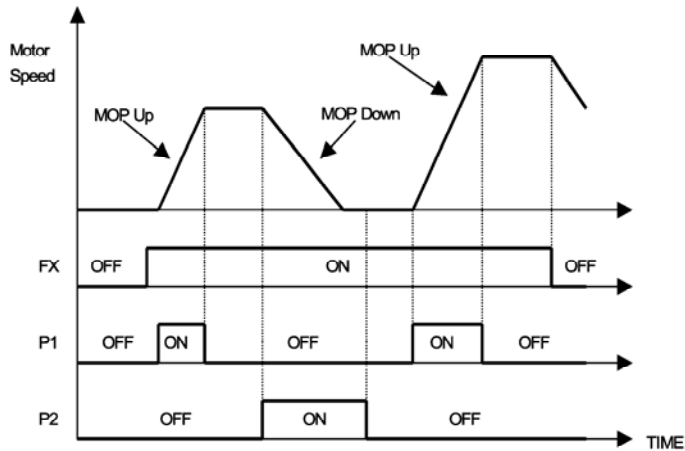 Motor
Speed
MOP Up
MOP Up
MOP Down
FX OFF ON OFF
P1 OFF ON OFF ON OFF
P2 OFF ON OFF
TIME